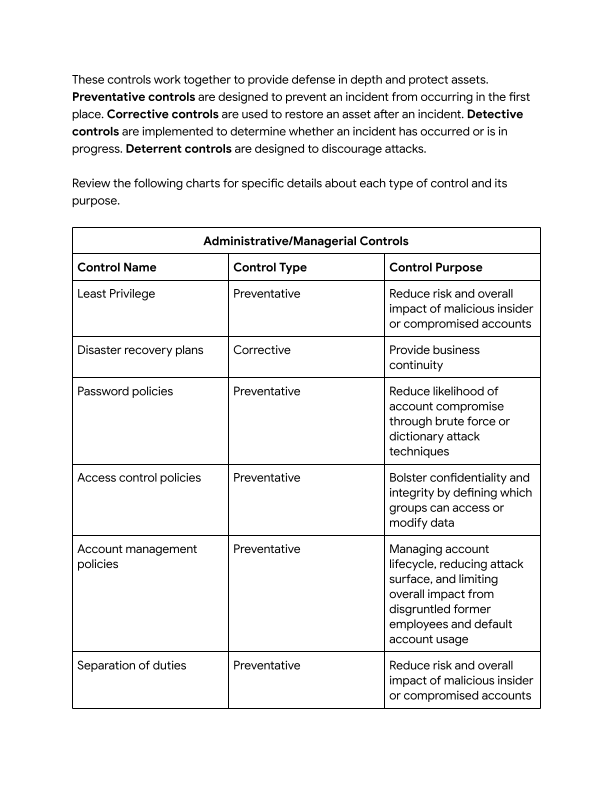 These controls work together to provide defense in depth and protect assets.
Preventative controls are designed to prevent an incident from occurring in the first
place. Corrective controls are used to restore an asset after an incident. Detective
controls are implemented to determine whether an incident has occurred or is in
progress. Deterrent controls are designed to discourage attacks.
Review the following charts for specific details about each type of control and its
purpose.
Administrative/Managerial Controls
Control Name Control Type Control Purpose
Least Privilege Preventative Reduce risk and overall
impact of malicious insider
or compromised accounts
Disaster recovery plans Corrective Provide business
continuity
Password policies Preventative Reduce likelihood of
account compromise
through brute force or
dictionary attack
techniques
Access control policies Preventative Bolster confidentiality and
integrity by defining which
groups can access or
modify data
Account management Preventative Managing account
policies lifecycle, reducing attack
surface, and limiting
overall impact from
disgruntled former
employees and default
account usage
Separation of duties Preventative Reduce risk and overall
impact of malicious insider
or compromised accounts